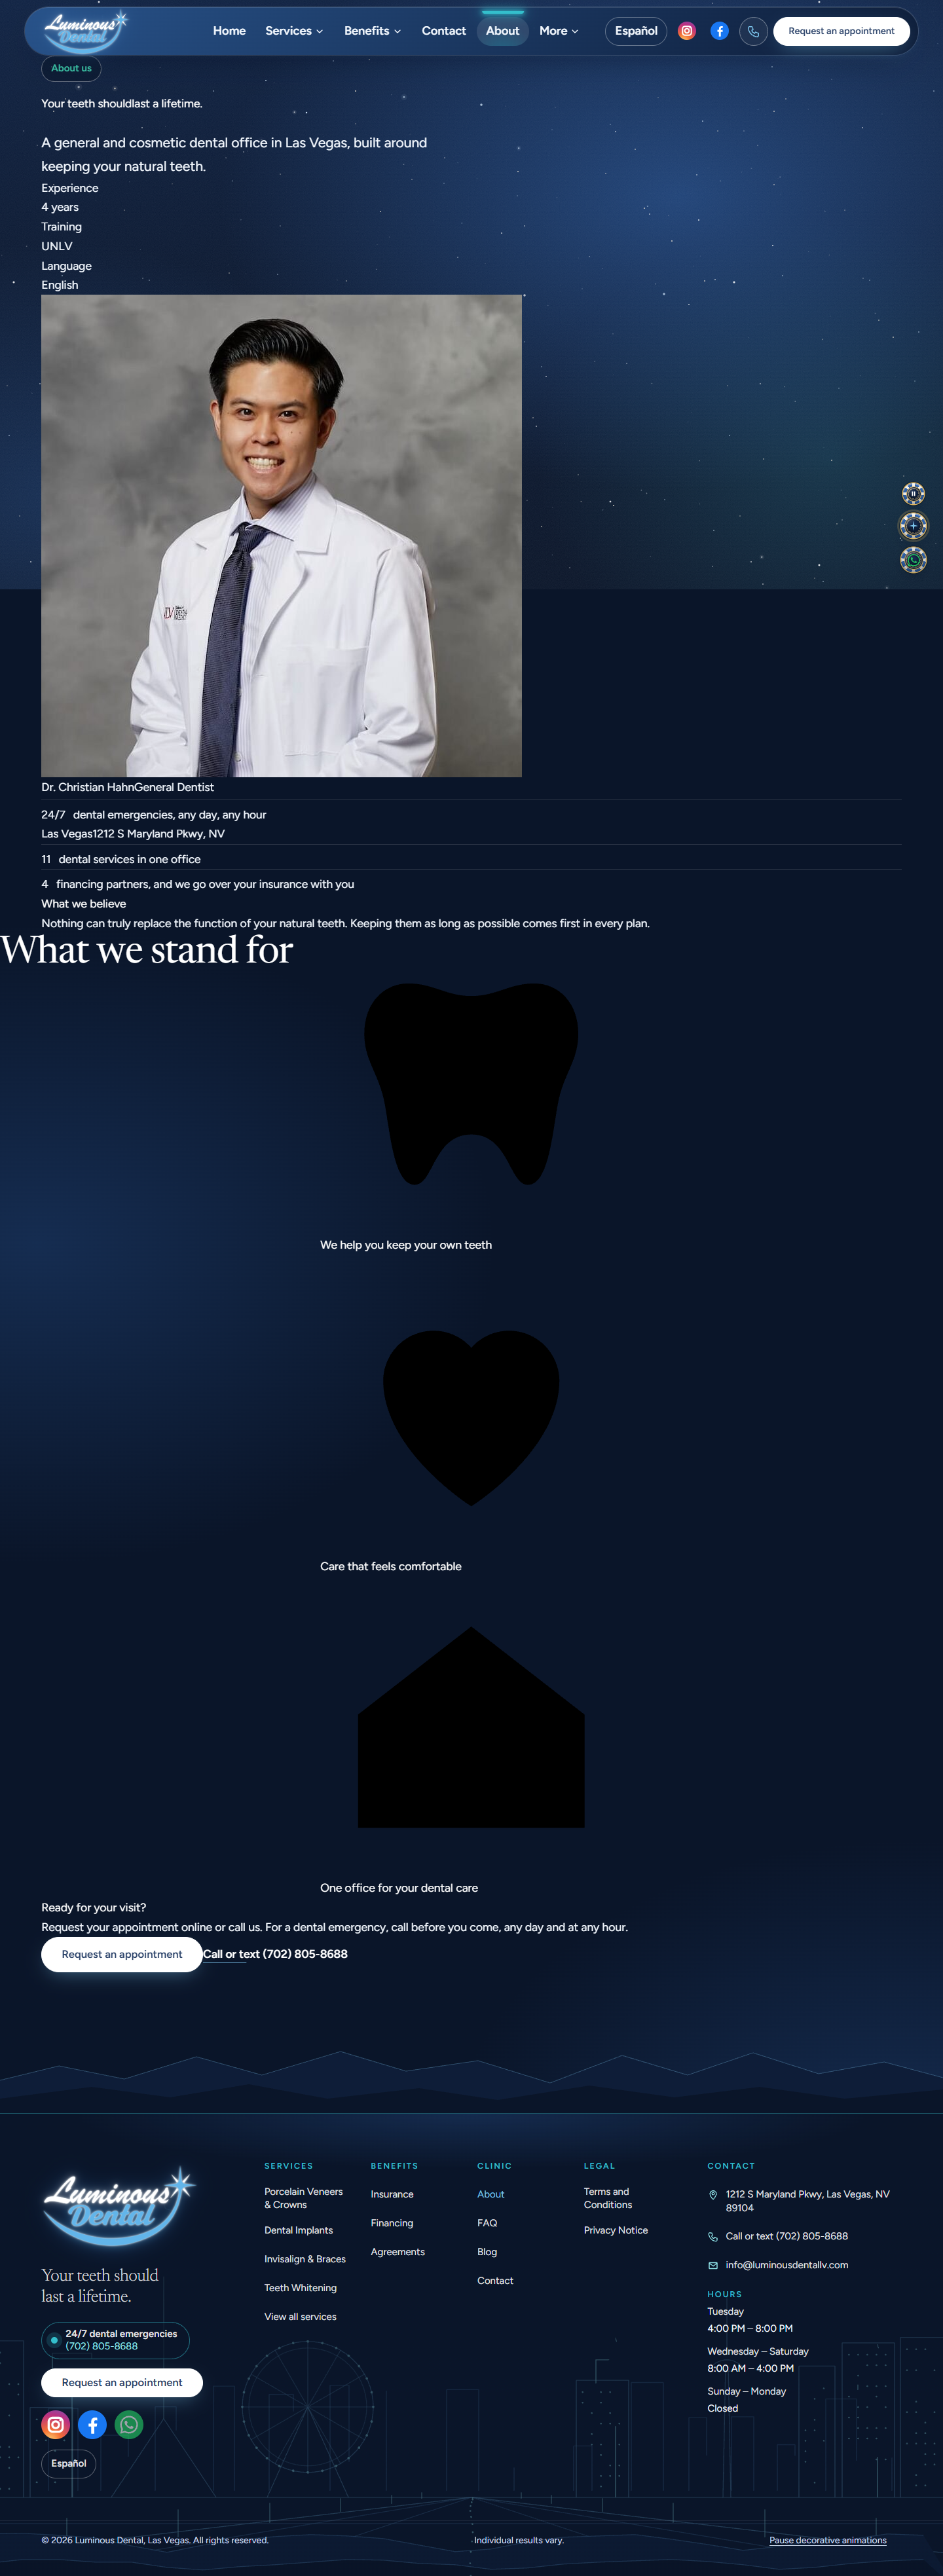 Luminous
Dental
Home Services Benefits Contact About More Español Request an appointment
About us
Your teeth shouldlast a lifetime.
A general and cosmetic dental office in Las Vegas, built around
keeping your natural teeth.
Experience
4 years
Training
UNLV
Language
English
Dr. Christian HahnGeneral Dentist
24/7 dental emergencies, any day, any hour
Las Vegas1212 S Maryland Pkwy, NV
11 dental services in one office
4 financing partners, and we go over your insurance with you
What we believe
Nothing can truly replace the function of your natural teeth. Keeping them as long as possible comes first in every plan.
What we stand for
We help you keep your own teeth
Care that feels comfortable
One office for your dental care
Ready for your visit?
Request your appointment online or call us. For a dental emergency, call before you come, any day and at any hour.
Request an appointment Call or text (702) 805-8688
Luminous
Dental
Your teeth should
last a lifetime.
24/7 dental emergencies
(702) 805-8688
Request an appointment
Español
SERVICES
Porcelain Veneers
& Crowns
Dental Implants
Invisalign & Braces
Teeth Whitening
View all services
BENEFITS
Insurance
Financing
Agreements
CLINIC
About
FAQ
Blog
Contact
LEGAL
Terms and
Conditions
Privacy Notice
CONTACT
1212 S Maryland Pkwy, Las Vegas, NV
89104
Call or text (702) 805-8688
info@luminousdentallv.com
HOURS
Tuesday
4:00 PM – 8:00 PM
Wednesday – Saturday
8:00 AM – 4:00 PM
Sunday – Monday
Closed
© 2026 Luminous Dental, Las Vegas. All rights reserved. Individual results vary. Pause decorative animations